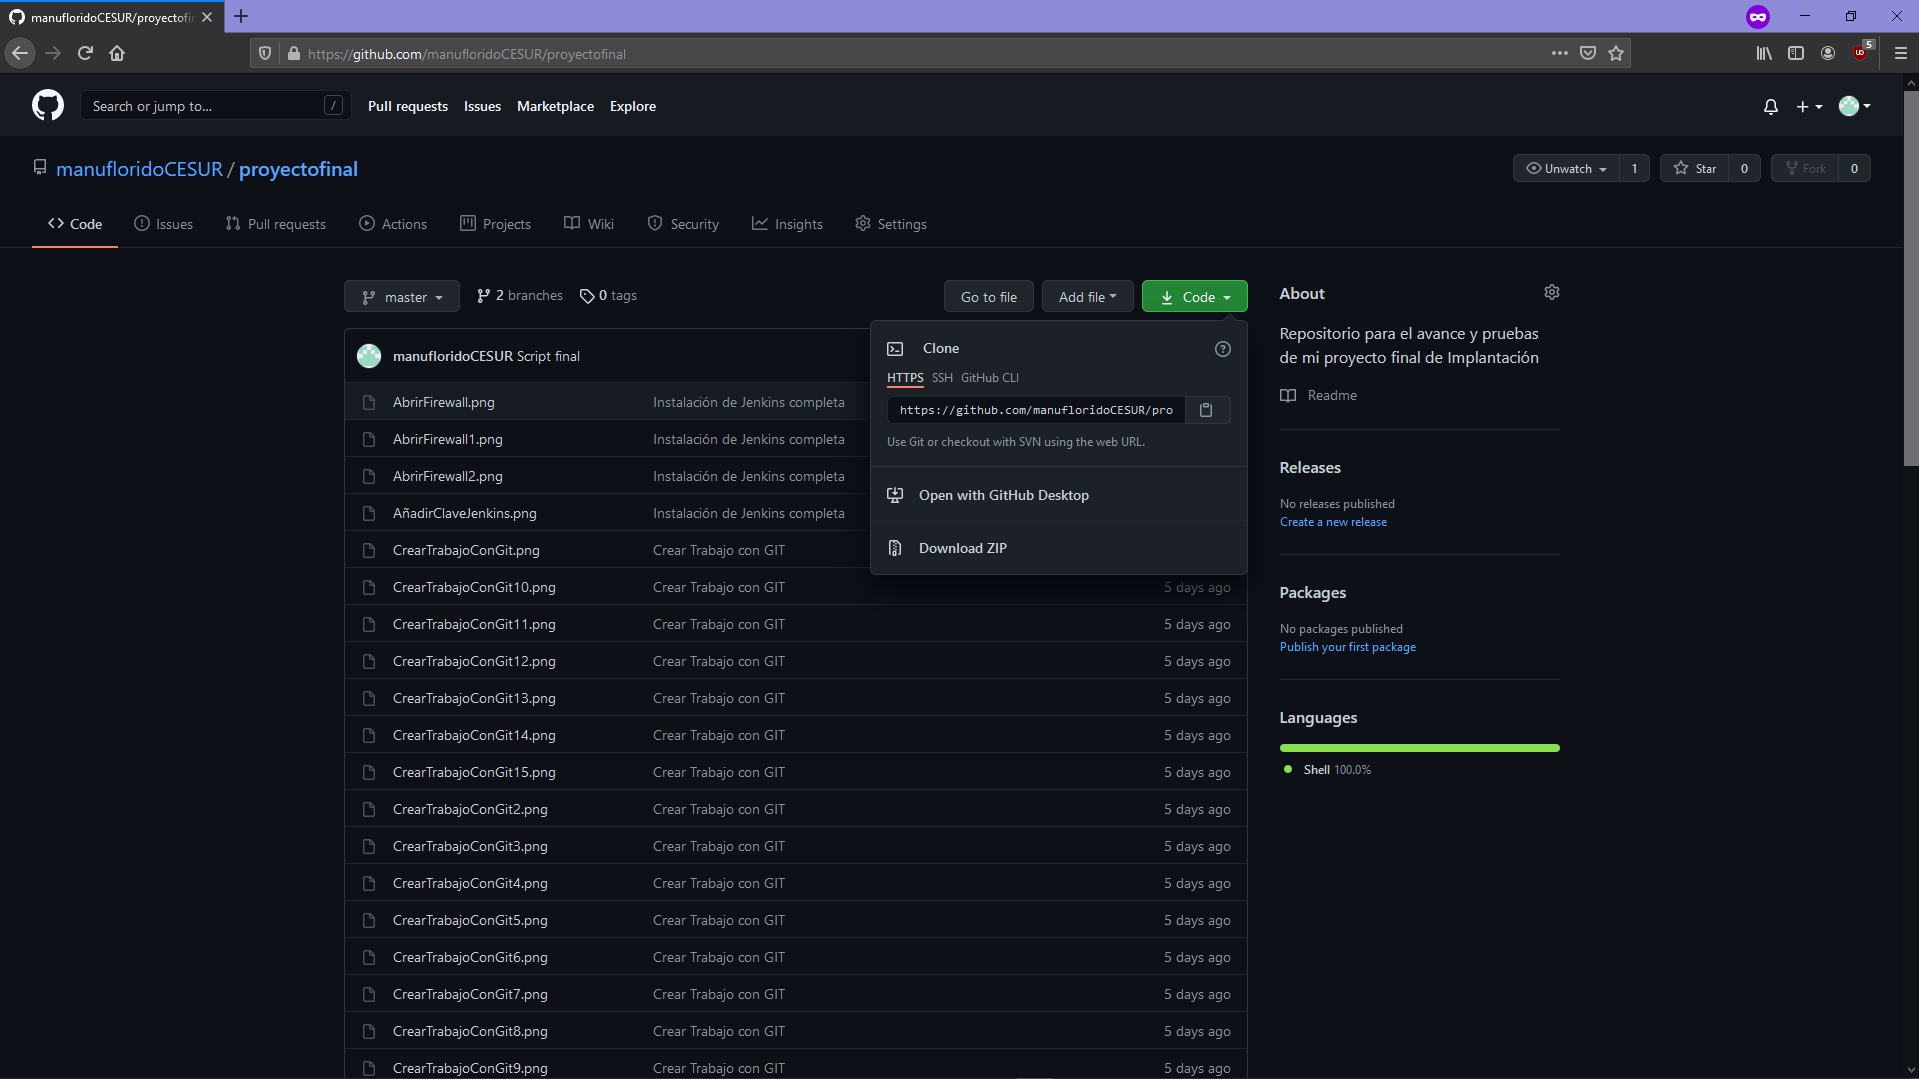 manufloridoCESUR/proyectofin
5
https://github.com/manufloridoCESUR/proyectofinal
Search or jump to... /
Pull requests Issues Marketplace Explore
manufloridoCESUR / proyectofinal
Unwatch 1 Star 0 Fork 0
Code Issues Pull requests Actions Projects Wiki Security Insights Settings
master 2 branches 0 tags Go to file Add file Code
Clone
HTTPS SSH GitHub CLI
https://github.com/manufloridoCESUR/pro
Use Git or checkout with SVN using the web URL.
Open with GitHub Desktop
Download ZIP
manufloridoCESUR Script final
AbrirFirewall.png Instalación de Jenkins completa
AbrirFirewall1.png Instalación de Jenkins completa
AbrirFirewall2.png Instalación de Jenkins completa
AñadirClaveJenkins.png Instalación de Jenkins completa
CrearTrabajoConGit.png Crear Trabajo con GIT
CrearTrabajoConGit10.png Crear Trabajo con GIT 5 days ago
CrearTrabajoConGit11.png Crear Trabajo con GIT 5 days ago
CrearTrabajoConGit12.png Crear Trabajo con GIT 5 days ago
CrearTrabajoConGit13.png Crear Trabajo con GIT 5 days ago
CrearTrabajoConGit14.png Crear Trabajo con GIT 5 days ago
CrearTrabajoConGit15.png Crear Trabajo con GIT 5 days ago
CrearTrabajoConGit2.png Crear Trabajo con GIT 5 days ago
CrearTrabajoConGit3.png Crear Trabajo con GIT 5 days ago
CrearTrabajoConGit4.png Crear Trabajo con GIT 5 days ago
CrearTrabajoConGit5.png Crear Trabajo con GIT 5 days ago
CrearTrabajoConGit6.png Crear Trabajo con GIT 5 days ago
CrearTrabajoConGit7.png Crear Trabajo con GIT 5 days ago
CrearTrabajoConGit8.png Crear Trabajo con GIT 5 days ago
CrearTrabajoConGit9.png Crear Trabajo con GIT 5 days ago
About
Repositorio para el avance y pruebas
de mi proyecto final de Implantación
Readme
Releases
No releases published
Create a new release
Packages
No packages published
Publish your first package
Languages
Shell 100.0%